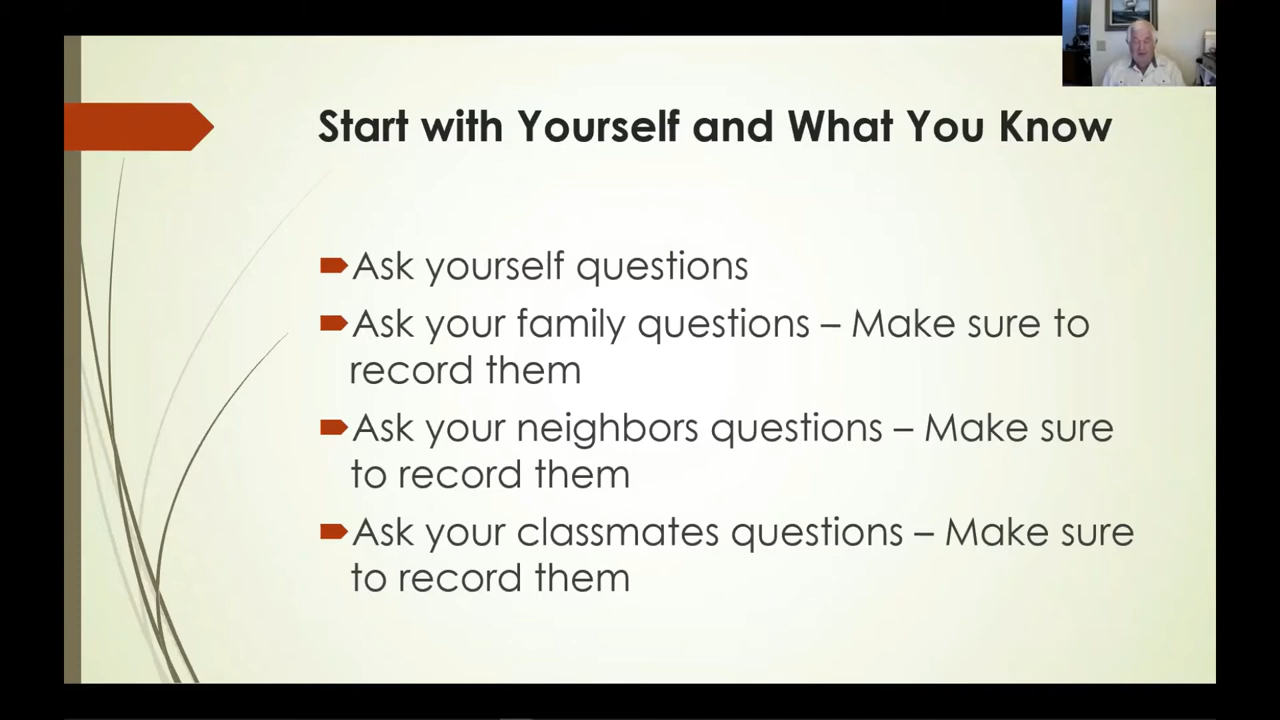 Start with Yourself and What You Know
Ask yourself questions
Ask your family questions – Make sure to
record them
Ask your neighbors questions – Make sure
to record them
Ask your classmates questions – Make sure
to record them